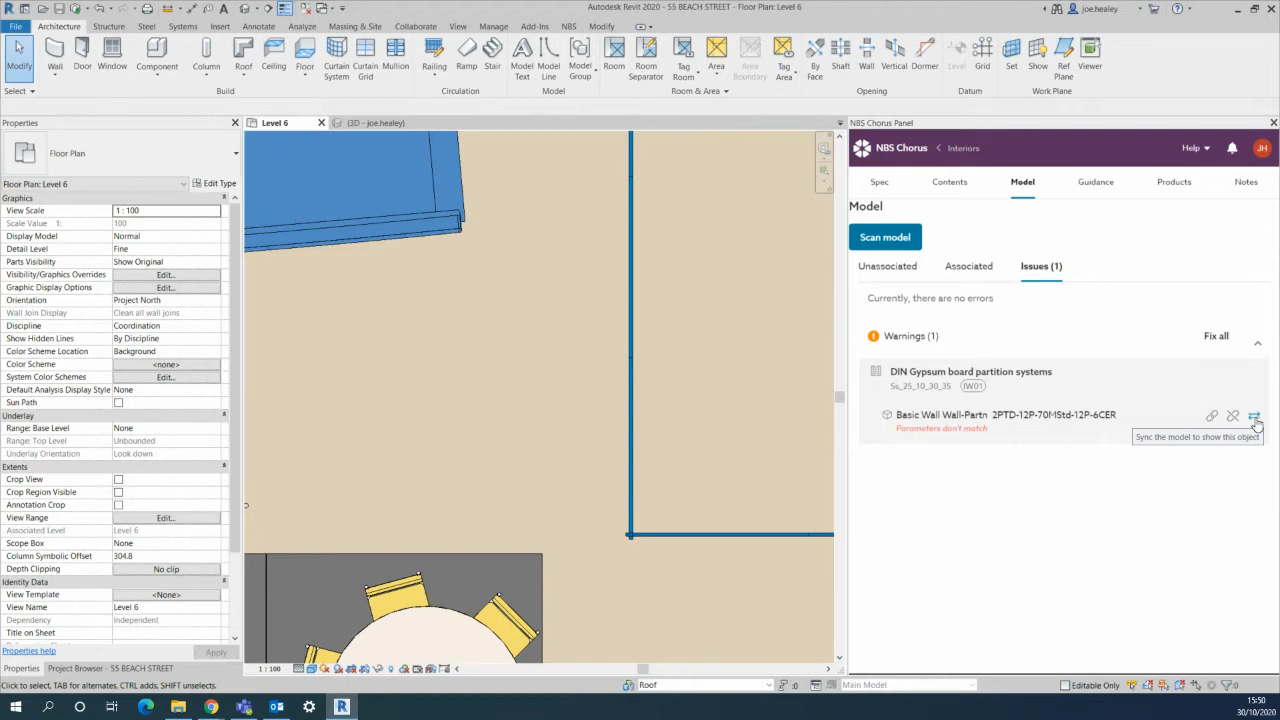 Autodesk Revit 2020 - 55 BEACH STREET - Floor Plan: Level 6
joe.healey
File Architecture Structure Steel Systems Insert Annotate Analyze Massing & Site Collaborate View Manage Add-Ins NBS Modify
Modify Wall Door Window Component Column Roof Ceiling Floor Curtain System Curtain Grid Mullion Railing Ramp Stair Model Text Model Line Model Group Room Room Separator Tag Room Area Area Boundary Tag Area By Face Shaft Wall Vertical Dormer Level Grid Set Show Ref Plane Viewer
Select Build Circulation Model Room & Area Opening Datum Work Plane
Properties
Level 6
(3D - joe.healey)
Floor Plan
Floor Plan: Level 6 Edit Type
Graphics
View Scale 1 : 100
Scale Value 1: 100
Display Model Normal
Detail Level Fine
Parts Visibility Show Original
Visibility/Graphics Overrides Edit...
Graphic Display Options Edit...
Orientation Project North
Wall Join Display Clean all wall joins
Discipline Coordination
Show Hidden Lines By Discipline
Color Scheme Location Background
Color Scheme <none>
System Color Schemes Edit...
Default Analysis Display Style None
Sun Path
Underlay
Range: Base Level None
Range: Top Level Unbounded
Underlay Orientation Look down
Extents
Crop View
Crop Region Visible
Annotation Crop
View Range Edit...
Associated Level Level 6
Scope Box None
Column Symbolic Offset 304.8
Depth Clipping No clip
Identity Data
View Template <None>
View Name Level 6
Dependency Independent
Title on Sheet
Properties help Apply
Properties Project Browser - 55 BEACH STREET
1 : 100
NBS Chorus Panel
NBS Chorus Interiors Help JH
Spec Contents Model Guidance Products Notes
Model
Scan model
Unassociated Associated Issues (1)
Currently, there are no errors
Warnings (1) Fix all
DIN Gypsum board partition systems
Ss_25_10_30_35 IW01
Basic Wall Wall-Partn 2PTD-12P-70MStd-12P-6CER
Parameters don't match
Sync the model to show this object
Click to select, TAB for alternates, CTRL adds, SHIFT unselects.
Roof
:0
Main Model
Editable Only
:0
15:50
30/10/2020